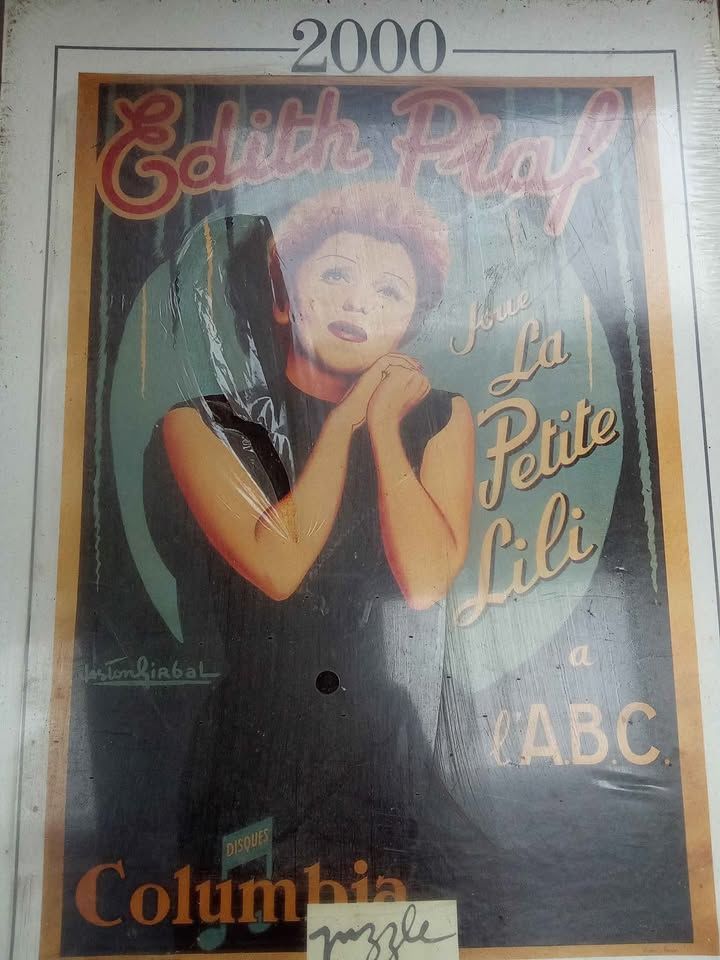 2000
Edith Piaf
Joue
La
Petite
Lili
a
l'A.B.C.
Gaston Girbal
DISQUES
Columbia
puzzle